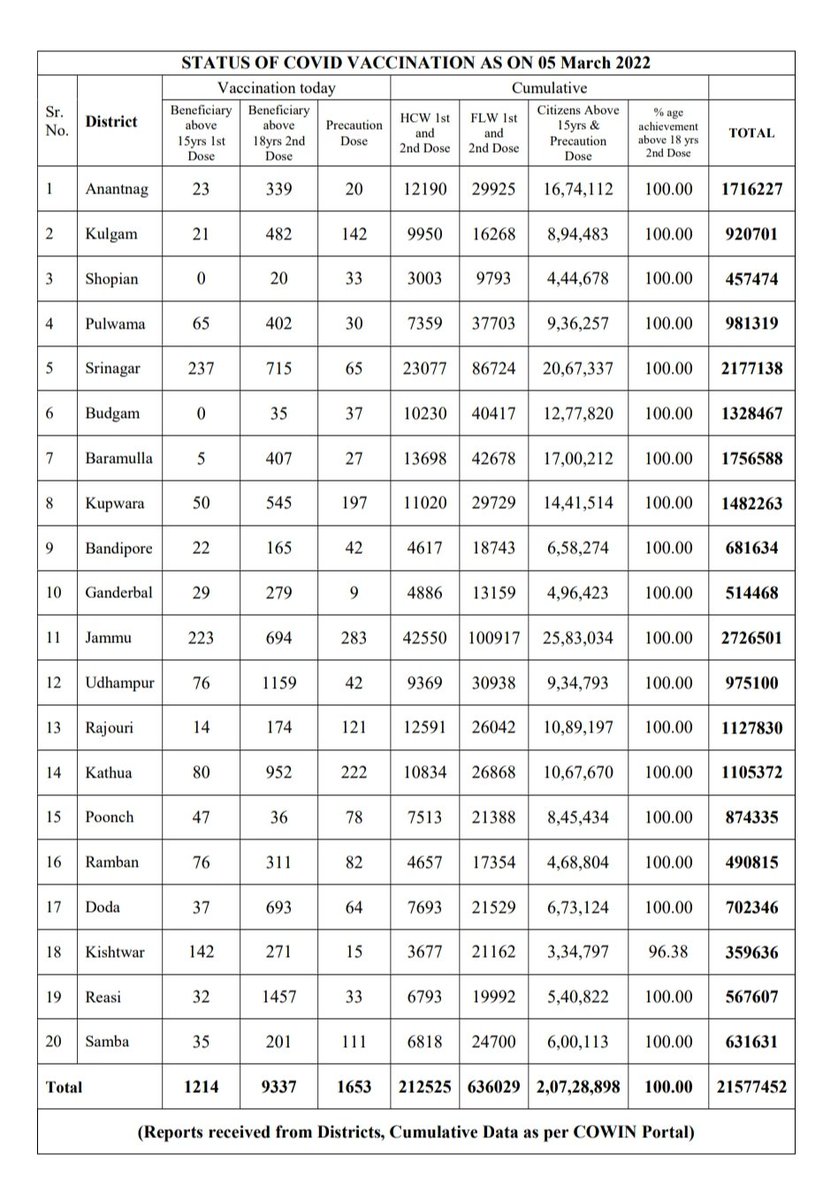 STATUS OF COVID VACCINATION AS ON 05 March 2022
Sr. No. District Vaccination today Cumulative
Beneficiary above 15yrs 1st Dose Beneficiary above 18yrs 2nd Dose Precaution Dose HCW 1st and 2nd Dose FLW 1st and 2nd Dose Citizens Above 15yrs & Precaution Dose % age achievement above 18 yrs 2nd Dose TOTAL
1 Anantnag 23 339 20 12190 29925 16,74,112 100.00 1716227
2 Kulgam 21 482 142 9950 16268 8,94,483 100.00 920701
3 Shopian 0 20 33 3003 9793 4,44,678 100.00 457474
4 Pulwama 65 402 30 7359 37703 9,36,257 100.00 981319
5 Srinagar 237 715 65 23077 86724 20,67,337 100.00 2177138
6 Budgam 0 35 37 10230 40417 12,77,820 100.00 1328467
7 Baramulla 5 407 27 13698 42678 17,00,212 100.00 1756588
8 Kupwara 50 545 197 11020 29729 14,41,514 100.00 1482263
9 Bandipore 22 165 42 4617 18743 6,58,274 100.00 681634
10 Ganderbal 29 279 9 4886 13159 4,96,423 100.00 514468
11 Jammu 223 694 283 42550 100917 25,83,034 100.00 2726501
12 Udhampur 76 1159 42 9369 30938 9,34,793 100.00 975100
13 Rajouri 14 174 121 12591 26042 10,89,197 100.00 1127830
14 Kathua 80 952 222 10834 26868 10,67,670 100.00 1105372
15 Poonch 47 36 78 7513 21388 8,45,434 100.00 874335
16 Ramban 76 311 82 4657 17354 4,68,804 100.00 490815
17 Doda 37 693 64 7693 21529 6,73,124 100.00 702346
18 Kishtwar 142 271 15 3677 21162 3,34,797 96.38 359636
19 Reasi 32 1457 33 6793 19992 5,40,822 100.00 567607
20 Samba 35 201 111 6818 24700 6,00,113 100.00 631631
Total 1214 9337 1653 212525 636029 2,07,28,898 100.00 21577452
(Reports received from Districts, Cumulative Data as per COWIN Portal)